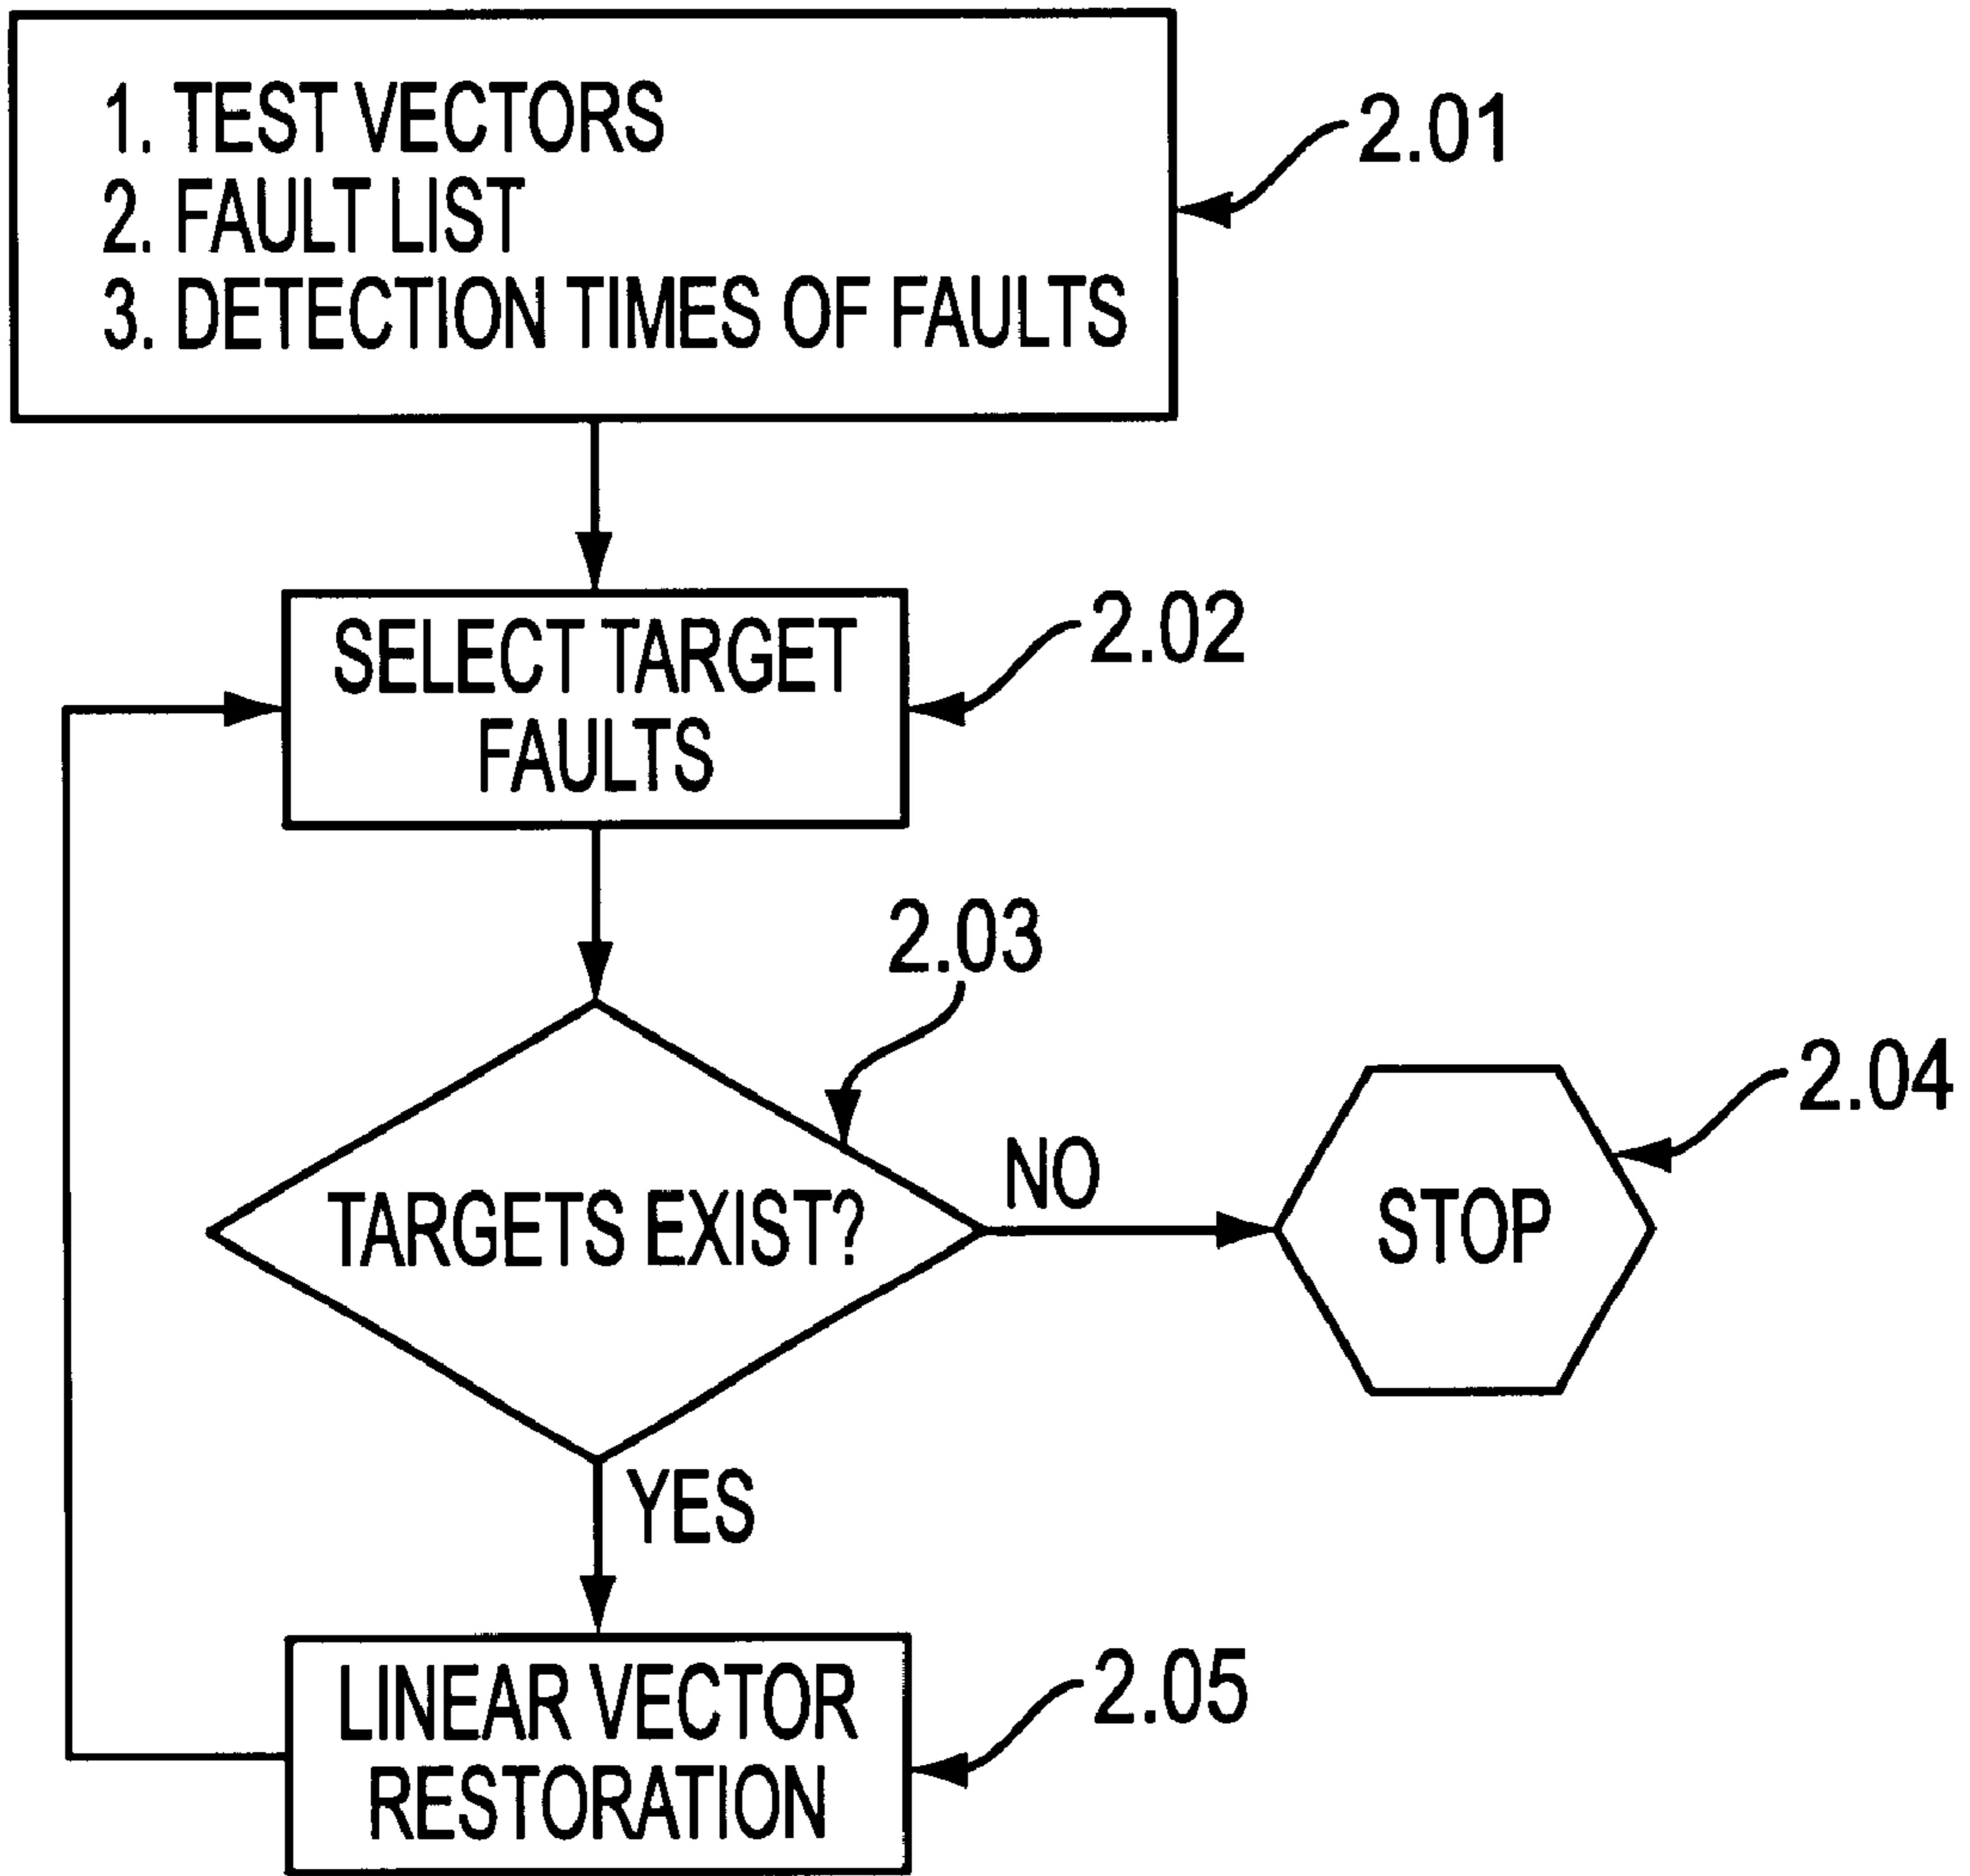 1. TEST VECTORS
2. FAULT LIST
3. DETECTION TIMES OF FAULTS
2.01
SELECT TARGET
FAULTS
2.02
2.03
TARGETS EXIST?
NO
STOP
2.04
YES
LINEAR VECTOR
RESTORATION
2.05